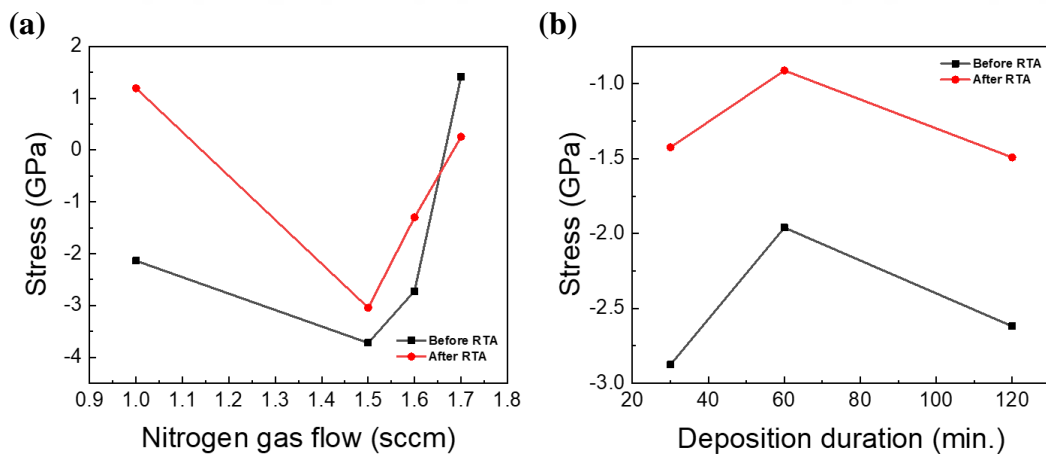 (a)
2
1
0
-1
-2
-3
-4
Stress (GPa)
Before RTA
After RTA
0.9 1.0 1.1 1.2 1.3 1.4 1.5 1.6 1.7 1.8
Nitrogen gas flow (sccm)
(b)
-1.0
-1.5
-2.0
-2.5
-3.0
Stress (GPa)
Before RTA
After RTA
20 40 60 80 100 120
Deposition duration (min.)